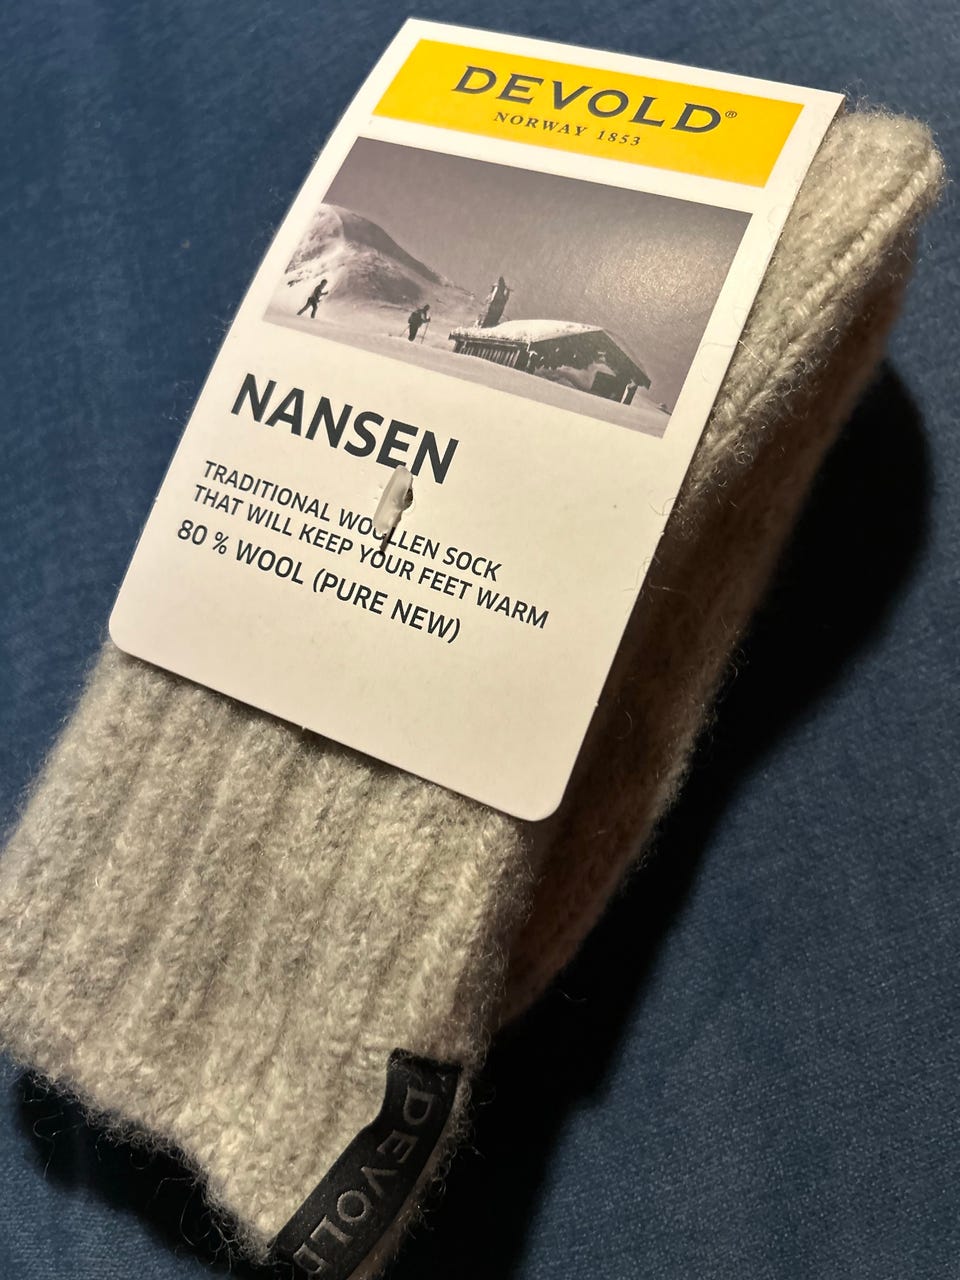 DEVOLD®
NORWAY 1853
NANSEN
TRADITIONAL WOOLLEN SOCK
THAT WILL KEEP YOUR FEET WARM
80 % WOOL (PURE NEW)
DEVOLD